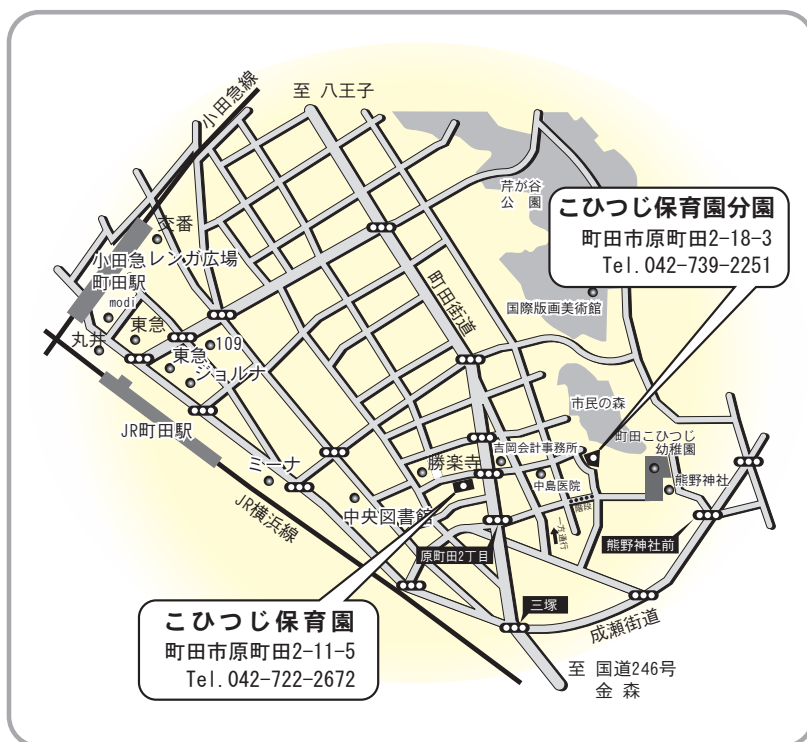 至 八王子
小田急線
芹が谷
公園
こひつじ保育園分園
町田市原町田2-18-3
Tel.042-739-2251
交番
小田急
町田駅
レンガ広場
modi
町田街道
国際版画美術館
丸井
東急
109
東急
ジョルナ
市民の森
JR町田駅
吉岡会計事務所
町田こひつじ
幼稚園
ミーナ
勝楽寺
中島医院
熊野神社
中央図書館
階段
JR横浜線
一方通行
原町田2丁目
熊野神社前
こひつじ保育園
町田市原町田2-11-5
Tel.042-722-2672
三塚
成瀬街道
至 国道246号
金森